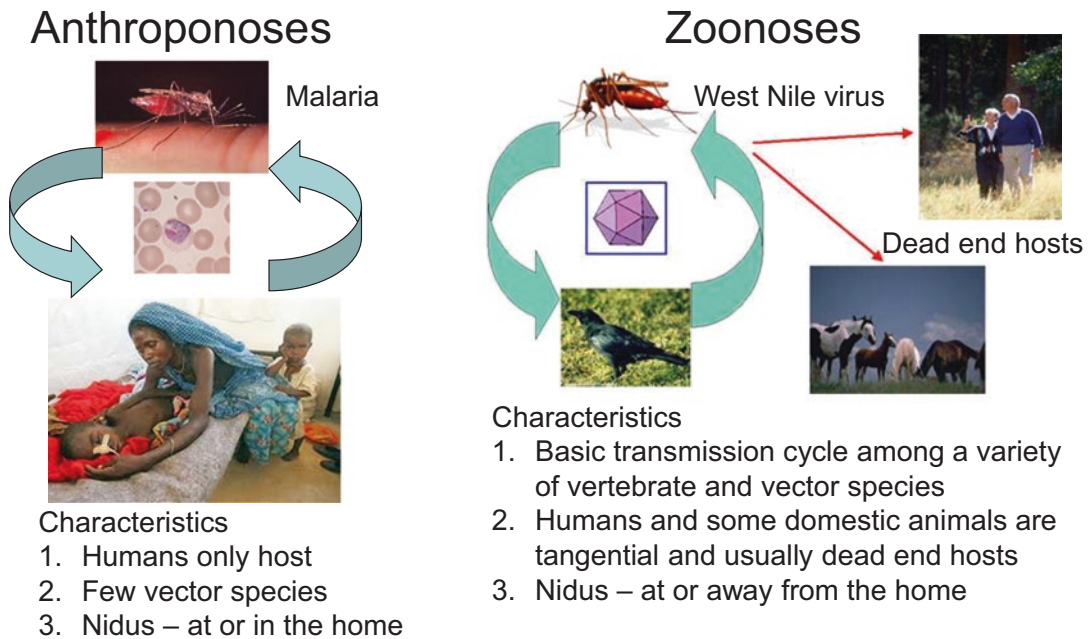 Anthroponoses
Malaria
Characteristics
1. Humans only host
2. Few vector species
3. Nidus – at or in the home
Zoonoses
West Nile virus
Dead end hosts
Characteristics
1. Basic transmission cycle among a variety
of vertebrate and vector species
2. Humans and some domestic animals are
tangential and usually dead end hosts
3. Nidus – at or away from the home